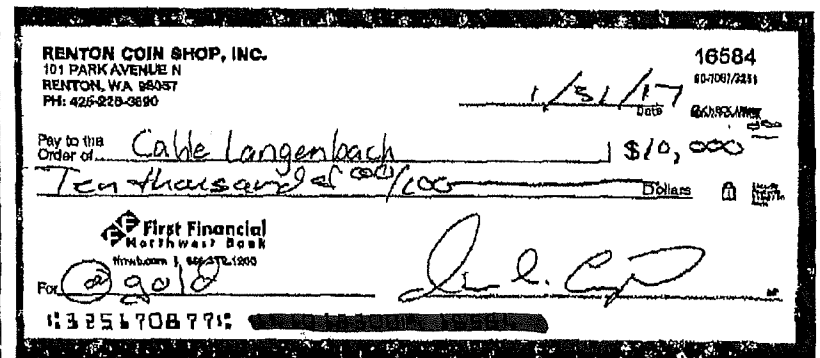 RENTON COIN SHOP, INC.
101 PARK AVENUE N
RENTON, WA 98057
PH: 425-226-3890
16584
1/31/17
Date
Pay to the
Order of Cable Langenbach $10,000
Ten thousand & 00/100 Dollars
First Financial
Northwest Bank
For @ gold
⑆325170877⑆